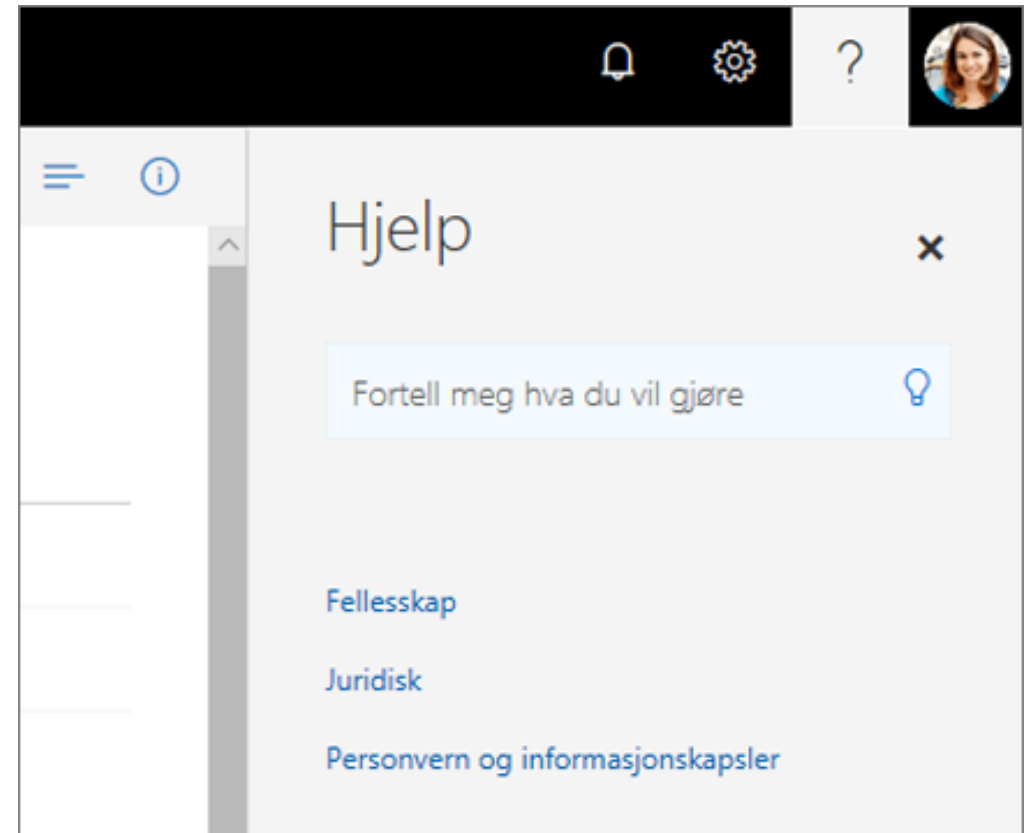 ?
Hjelp
Fortell meg hva du vil gjøre
Fellesskap
Juridisk
Personvern og informasjonskapsler